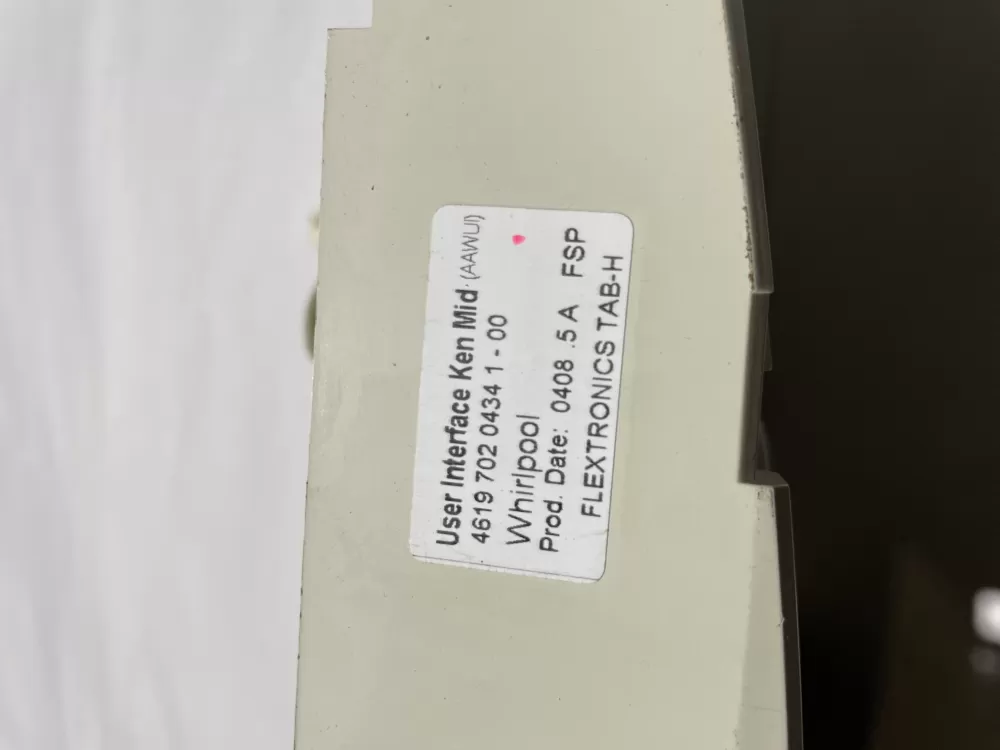 User Interface Ken Mid (AAWUI)
4619 702 0434 1 - 00
Whirlpool
Prod. Date: 0408 .5 A FSP
FLEXTRONICS TAB-H